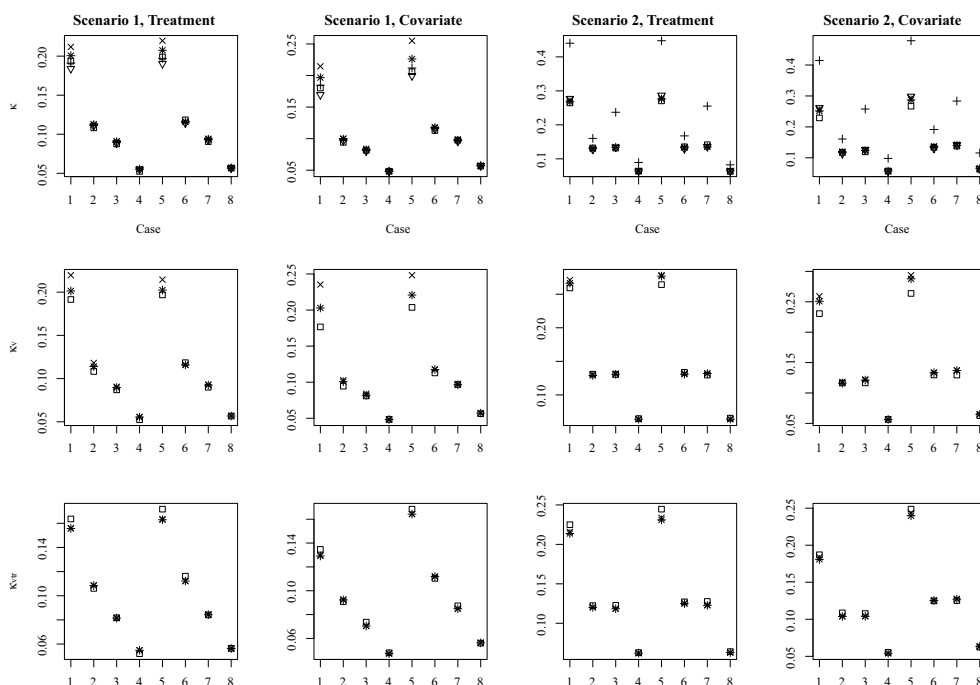 Scenario 1, Treatment
Scenario 1, Covariate
Scenario 2, Treatment
Scenario 2, Covariate
κ
0.05 0.10 0.20
0.05 0.15 0.25
0.1 0.2 0.3 0.4
0.1 0.2 0.3 0.4
1 2 3 4 5 6 7 8
1 2 3 4 5 6 7 8
1 2 3 4 5 6 7 8
1 2 3 4 5 6 7 8
Case
Case
κv
0.05 0.10 0.15 0.20
0.05 0.10 0.15 0.20 0.25
0.10 0.20
0.05 0.15 0.25
1 2 3 4 5 6 7 8
1 2 3 4 5 6 7 8
1 2 3 4 5 6 7 8
1 2 3 4 5 6 7 8
κvtr
0.06 0.10 0.14
0.06 0.10 0.14
0.10 0.15 0.20 0.25
0.05 0.10 0.15 0.20 0.25
1 2 3 4 5 6 7 8
1 2 3 4 5 6 7 8
1 2 3 4 5 6 7 8
1 2 3 4 5 6 7 8